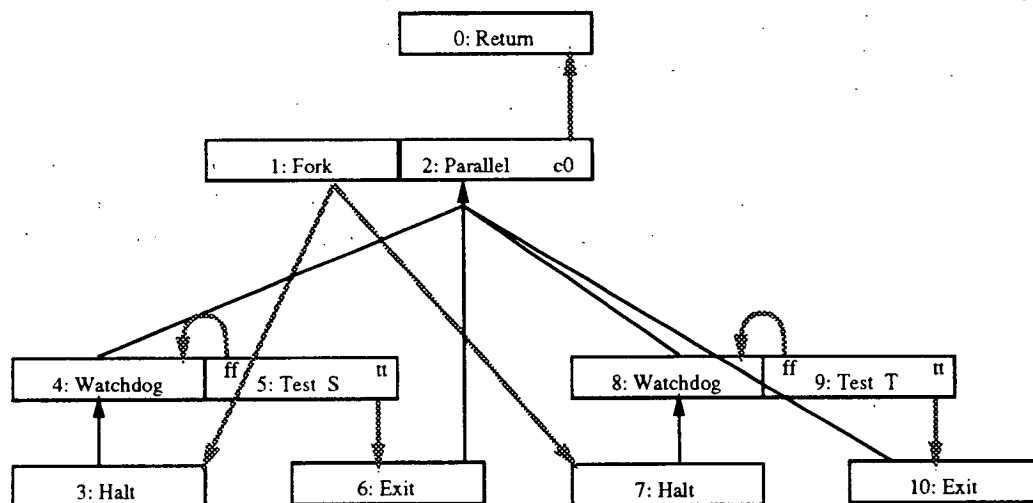 0: Return
1: Fork
2: Parallel c0
ff
tt
4: Watchdog
5: Test S
ff
tt
8: Watchdog
9: Test T
3: Halt
6: Exit
7: Halt
10: Exit